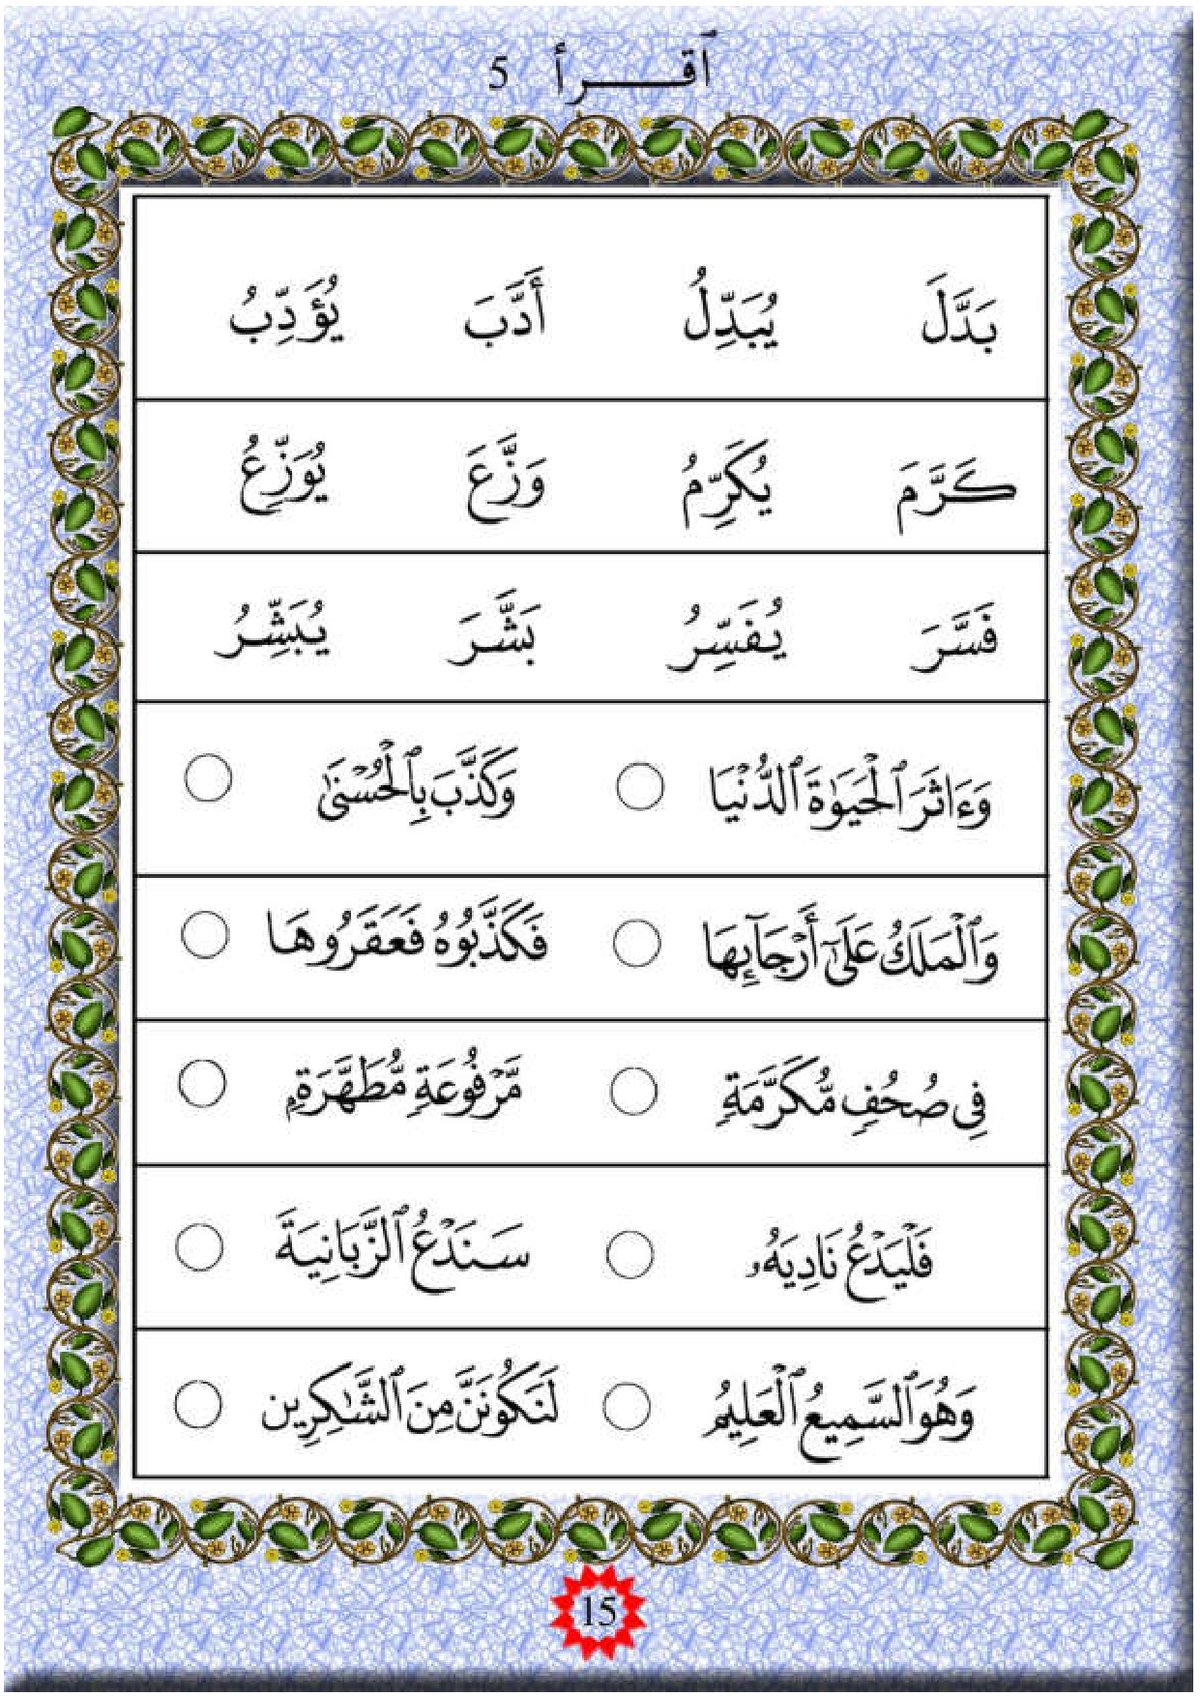 ٱقــــرأ 5
بَدَّلَ يُبَدِّلُ أَدَّبَ يُؤَدِّبُ
كَرَّمَ يُكَرِّمُ وَزَّعَ يُوَزِّعُ
فَسَّرَ يُفَسِّرُ بَشَّرَ يُبَشِّرُ
وَءَاثَرَ ٱلْحَيَوٰةَ ٱلدُّنْيَا ○ وَكَذَّبَ بِٱلْحُسْنَىٰ ○
وَٱلْمَلَكُ عَلَىٰٓ أَرْجَآئِهَا ○ فَكَذَّبُوهُ فَعَقَرُوهَا ○
فِى صُحُفٍ مُّكَرَّمَةٍ ○ مَّرْفُوعَةٍ مُّطَهَّرَةٍۭ ○
فَلْيَدْعُ نَادِيَهُۥ ○ سَنَدْعُ ٱلزَّبَانِيَةَ ○
وَهُوَ ٱلسَّمِيعُ ٱلْعَلِيمُ ○ لَنَكُونَنَّ مِنَ ٱلشَّٰكِرِين ○
15